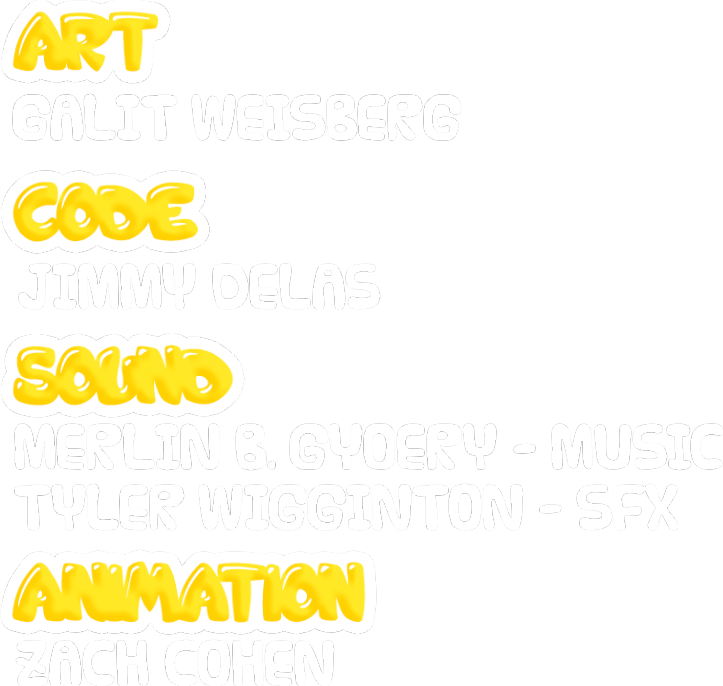 ART
GALIT WEISBERG
CODE
JIMMY DELAS
SOUND
MERLIN B. GYOERY - MUSIC
TYLER WIGGINTON - SFX
ANIMATION
ZACH COHEN